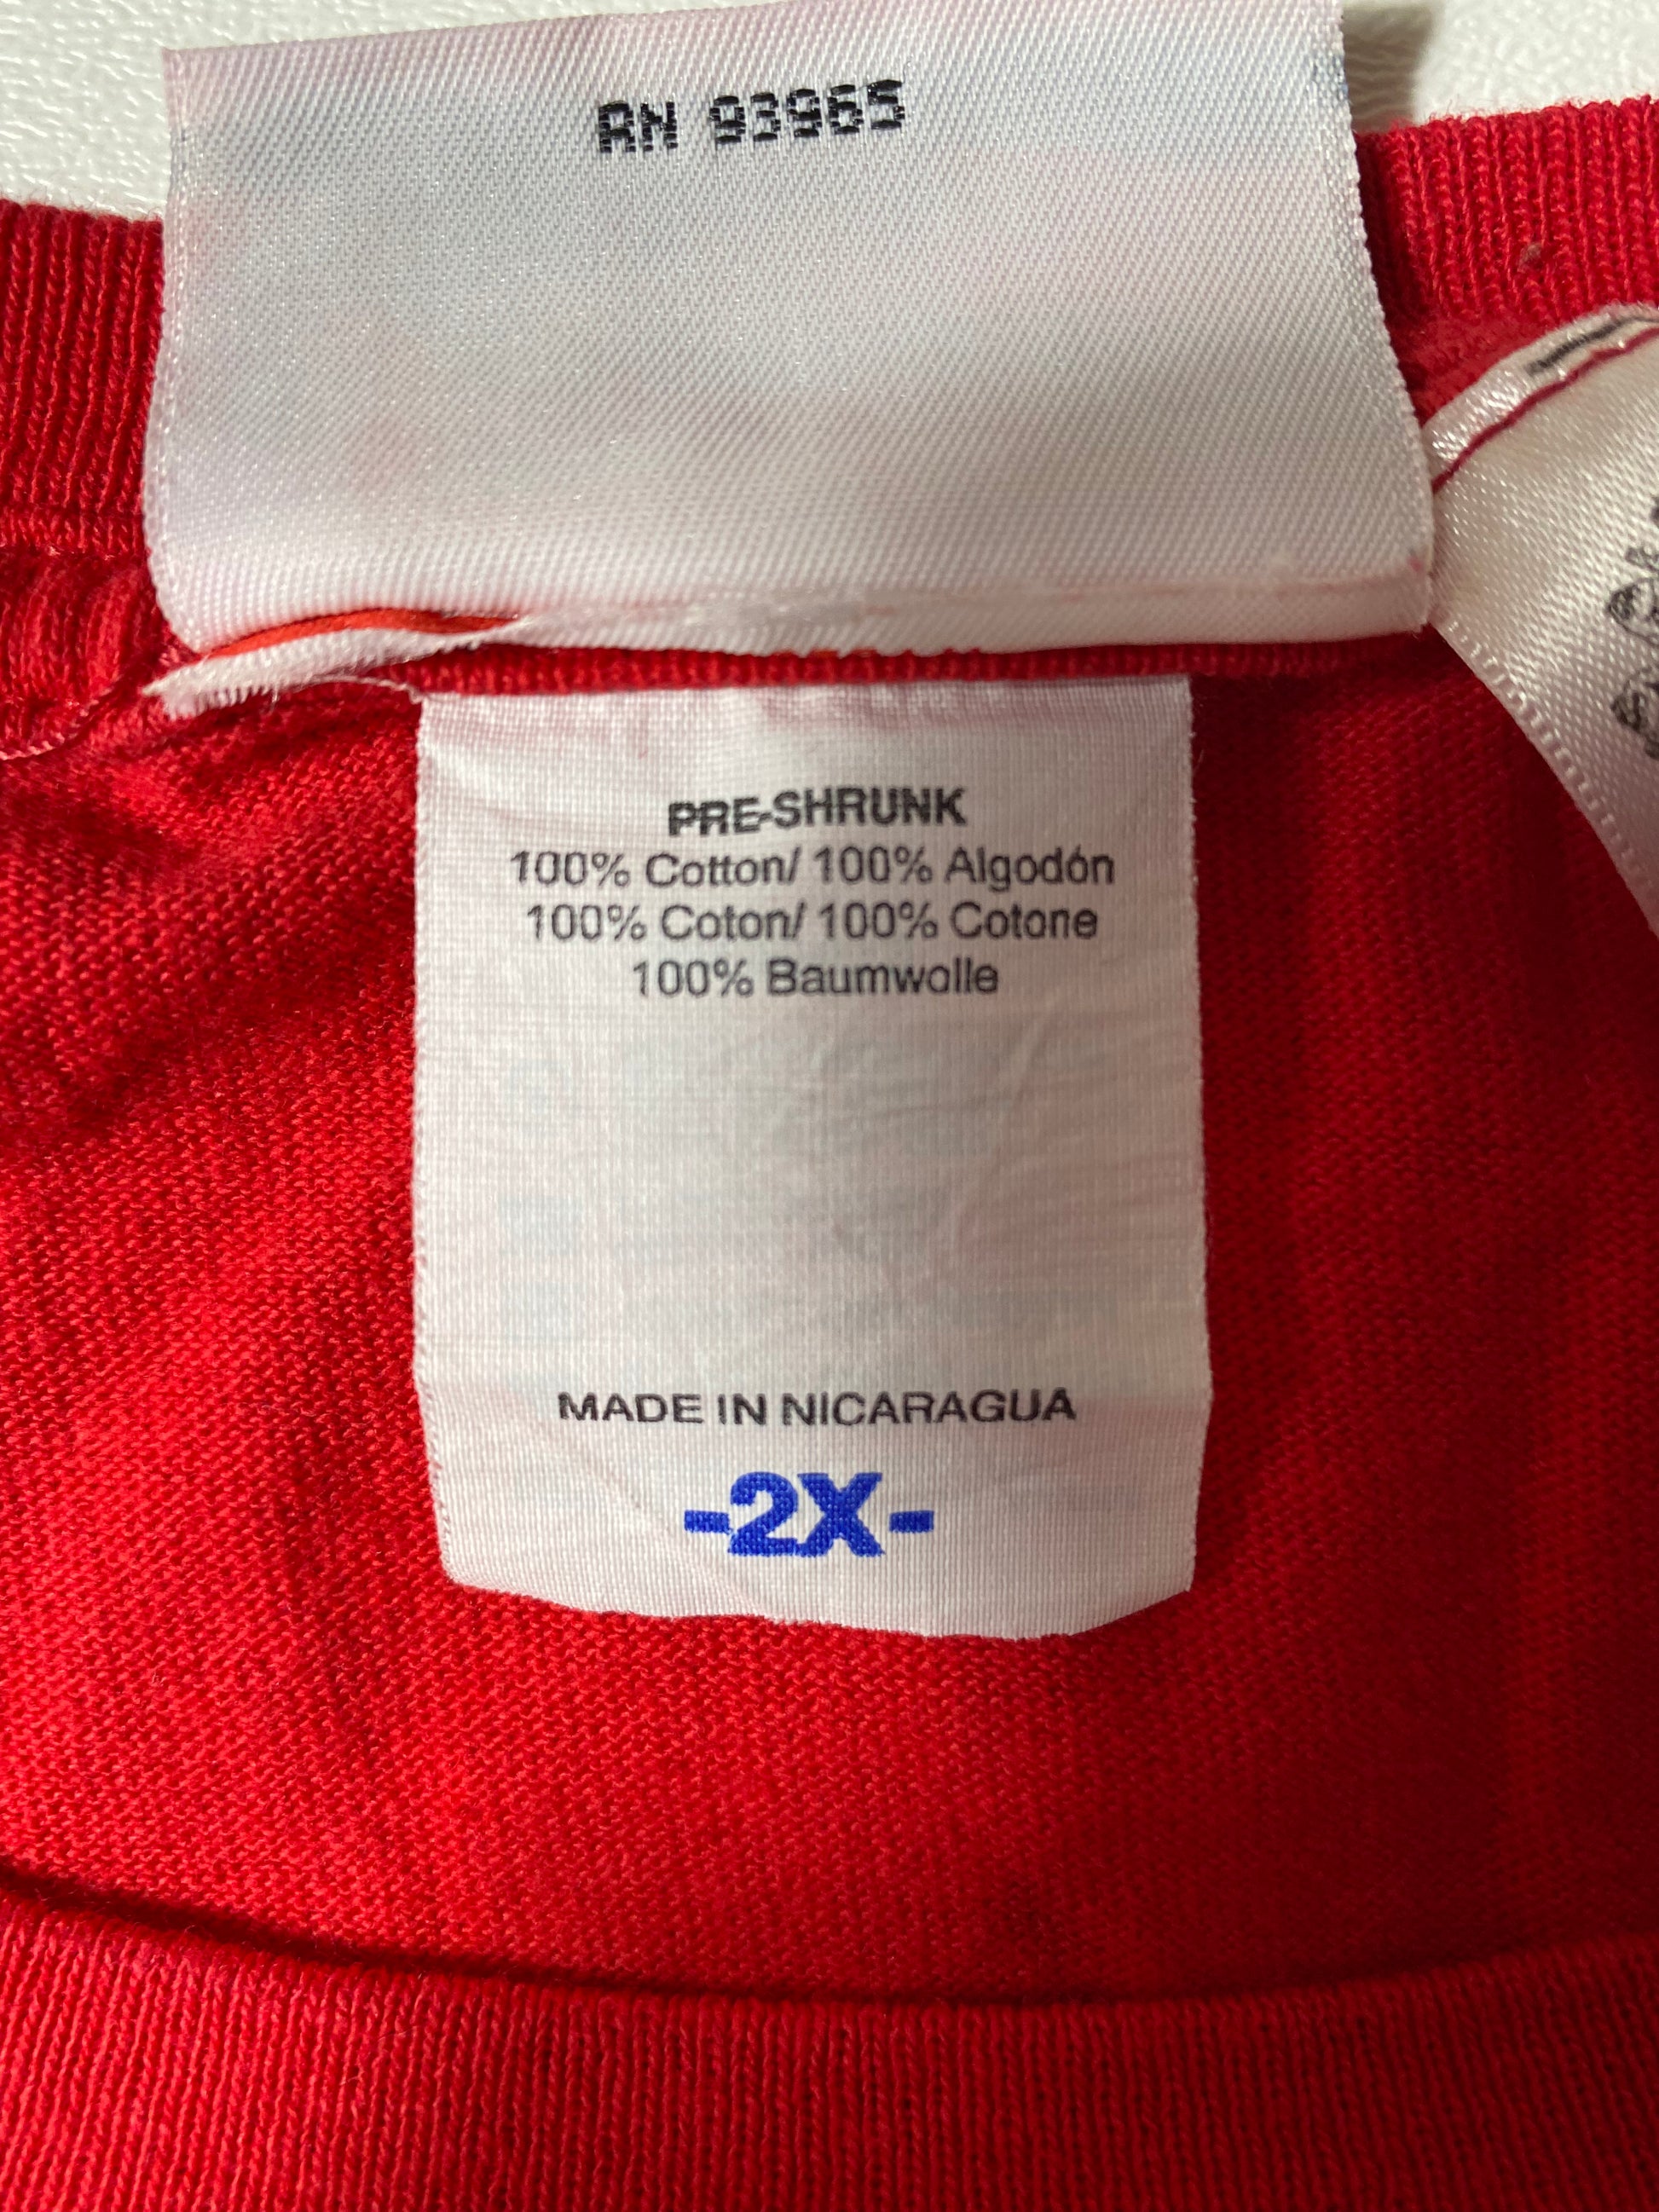 RN 93965
PRE-SHRUNK
100% Cotton/ 100% Algodón
100% Coton/ 100% Cotone
100% Baumwolle
MADE IN NICARAGUA
-2X-